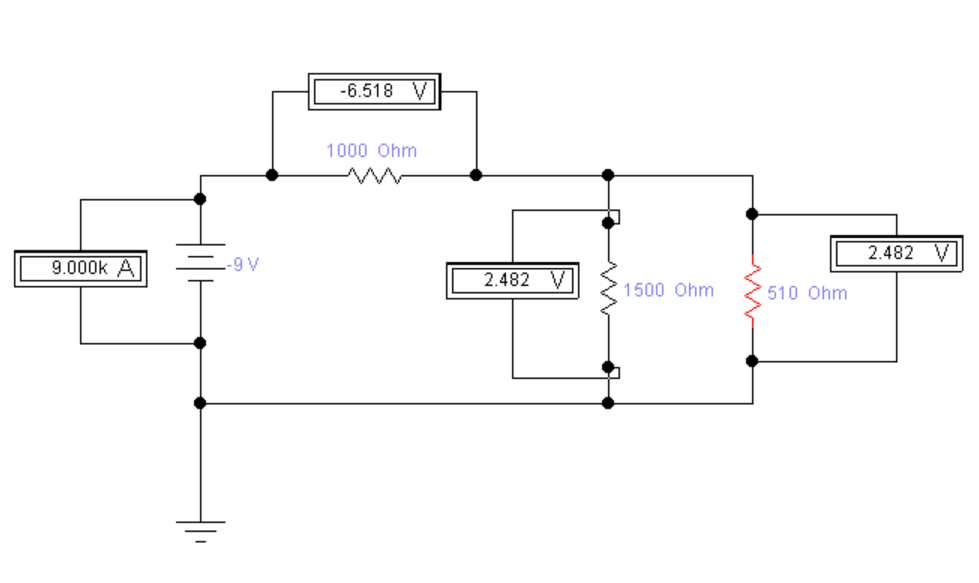 -6.518 V
1000 Ohm
9.000k A
-9 V
2.482 V
1500 Ohm
510 Ohm
2.482 V